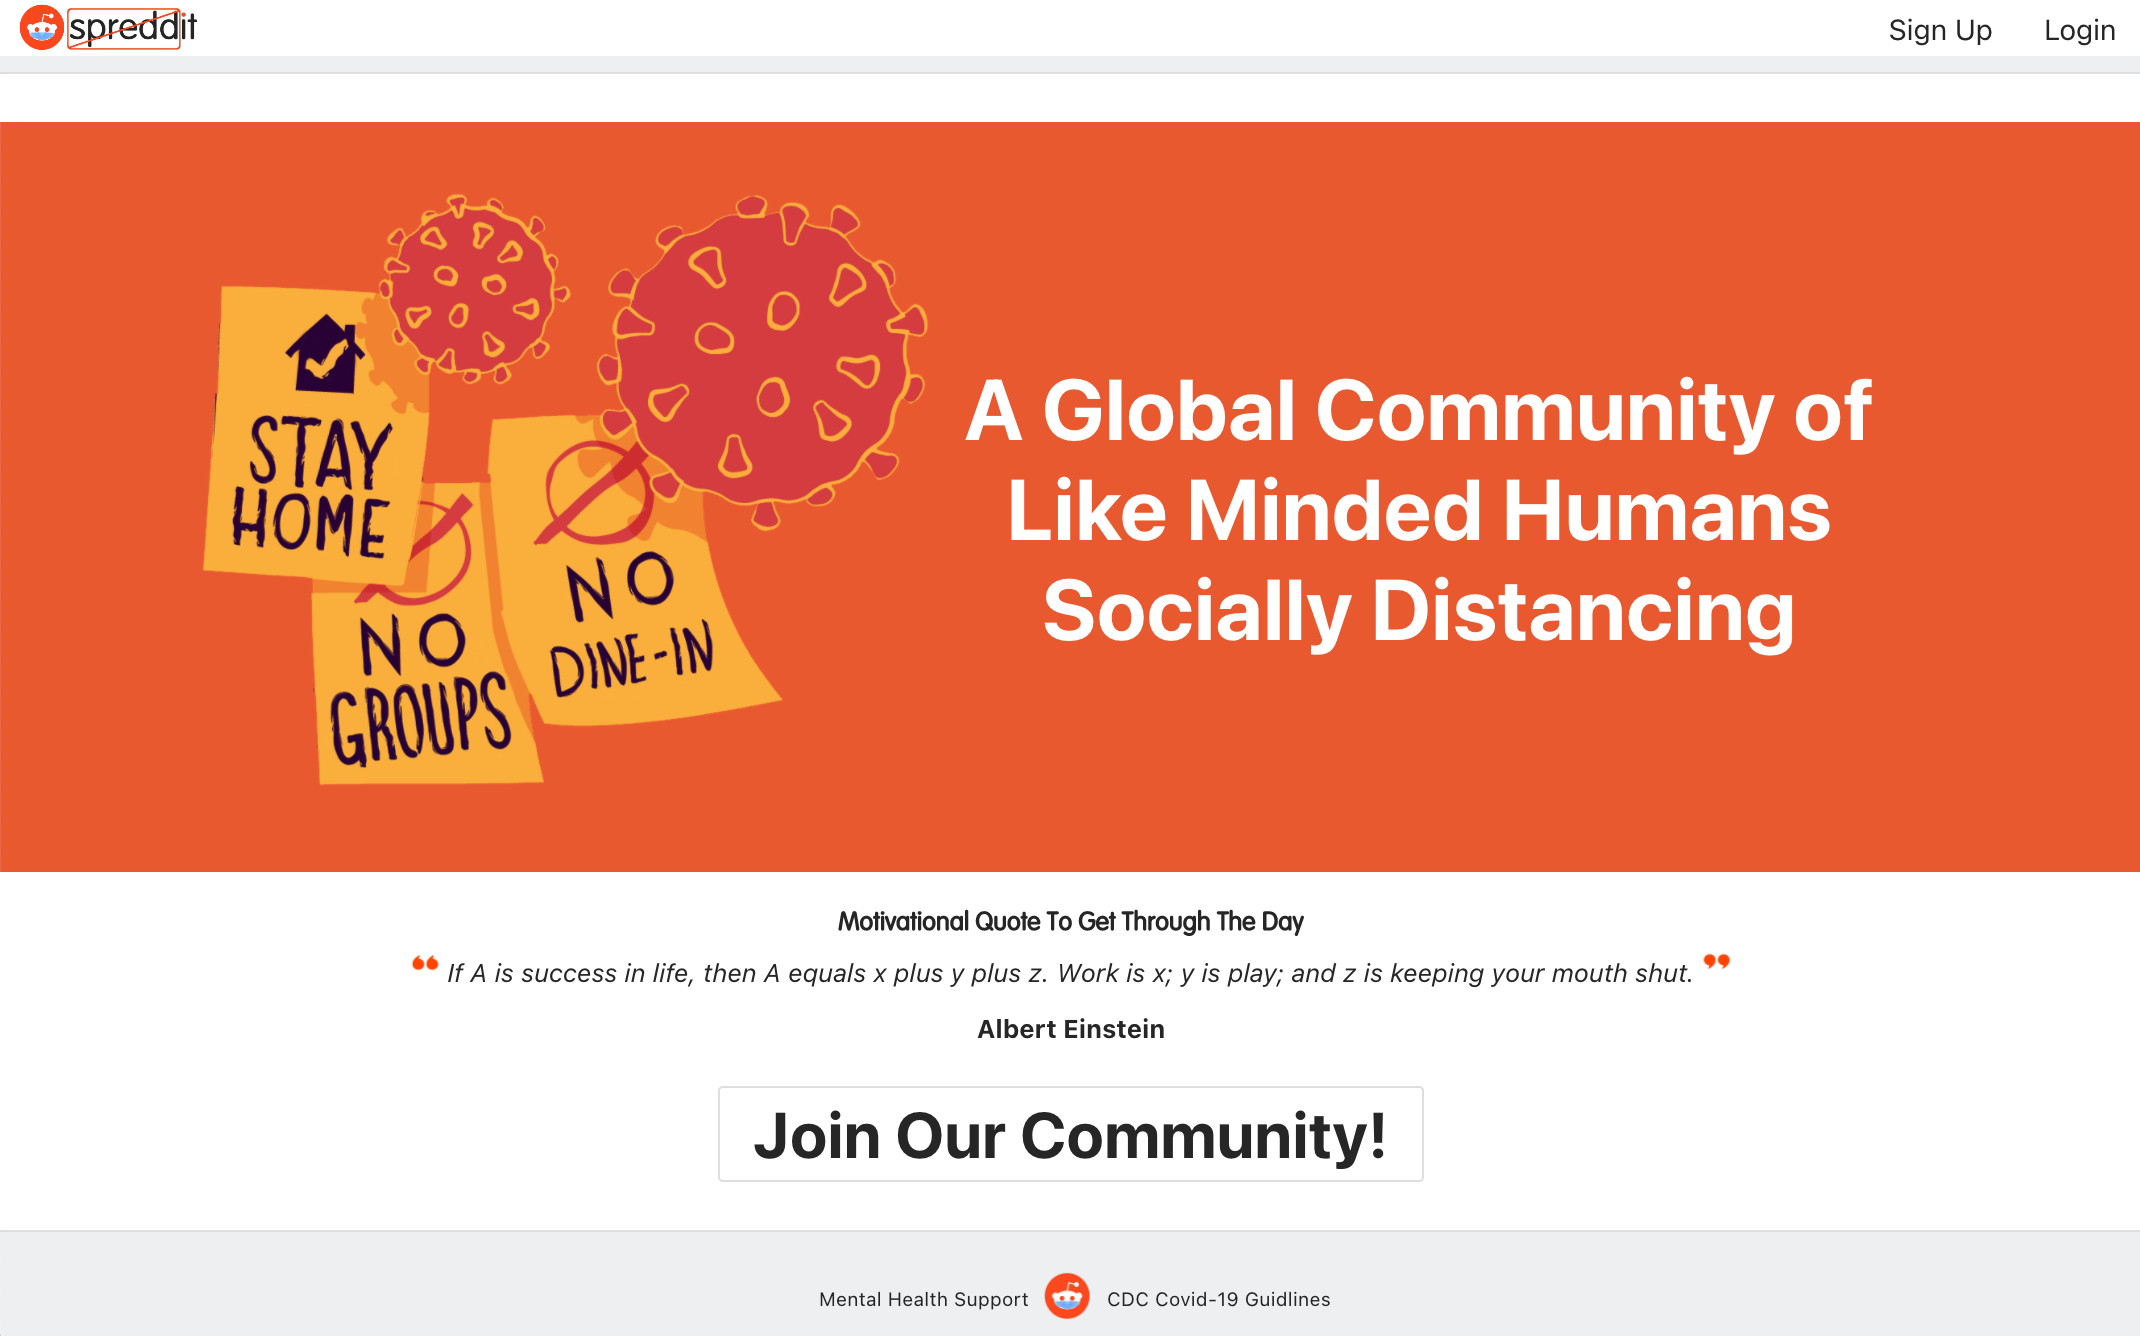 spreddit
Sign Up
Login
STAY
HOME
NO
GROUPS
NO
DINE-IN
A Global Community of
Like Minded Humans
Socially Distancing
Motivational Quote To Get Through The Day
❝ If A is success in life, then A equals x plus y plus z. Work is x; y is play; and z is keeping your mouth shut. ❞
Albert Einstein
Join Our Community!
Mental Health Support
CDC Covid-19 Guidlines